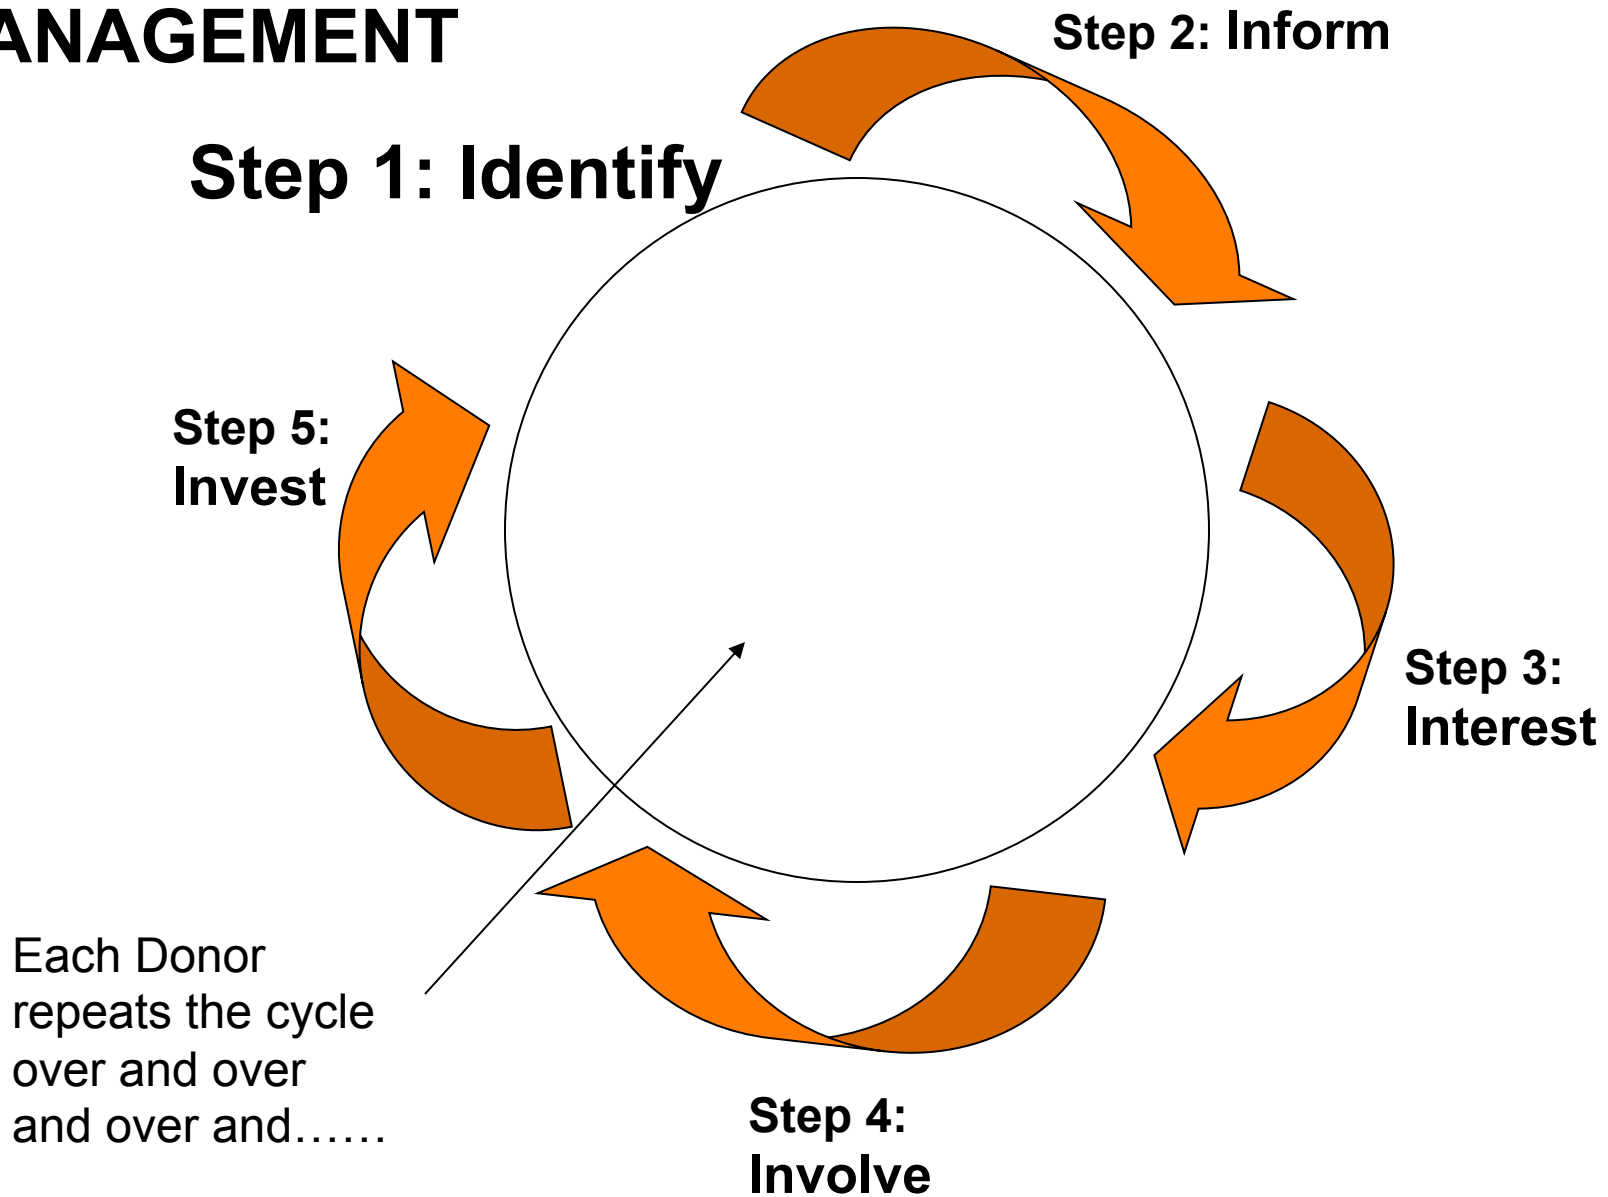 ANAGEMENT
Step 1: Identify
Step 2: Inform
Step 3:
Interest
Step 4:
Involve
Step 5:
Invest
Each Donor
repeats the cycle
over and over
and over and……